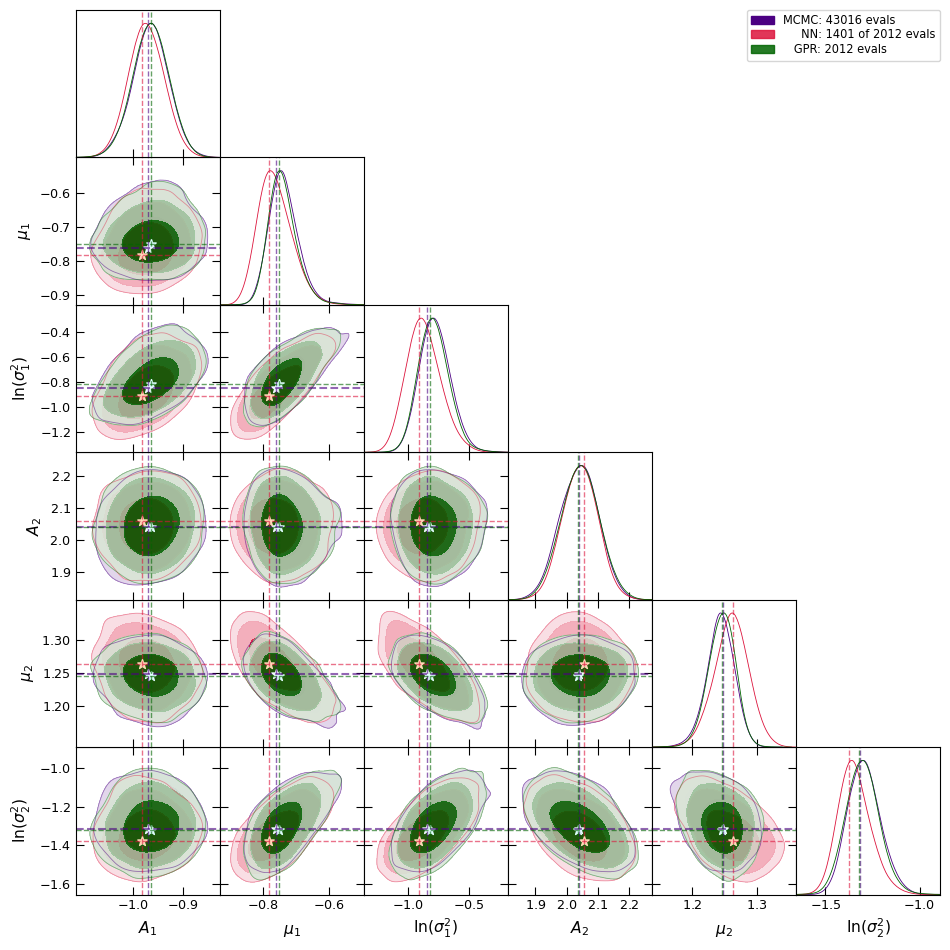 MCMC: 43016 evals
NN: 1401 of 2012 evals
GPR: 2012 evals
μ₁
−0.6
−0.7
−0.8
−0.9
ln(σ₁²)
−0.4
−0.6
−0.8
−1.0
−1.2
A₂
2.2
2.1
2.0
1.9
μ₂
1.30
1.25
1.20
ln(σ₂²)
−1.0
−1.2
−1.4
−1.6
−1.0 −0.9 −0.8 −0.6 −1.0 −0.5 1.9 2.0 2.1 2.2 1.2 1.3 −1.5 −1.0
A₁ μ₁ ln(σ₁²) A₂ μ₂ ln(σ₂²)